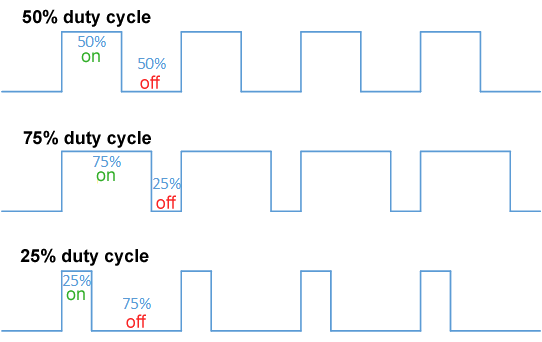 50% duty cycle
50%
on
50%
off
75% duty cycle
75%
on
25%
off
25% duty cycle
25%
on
75%
off